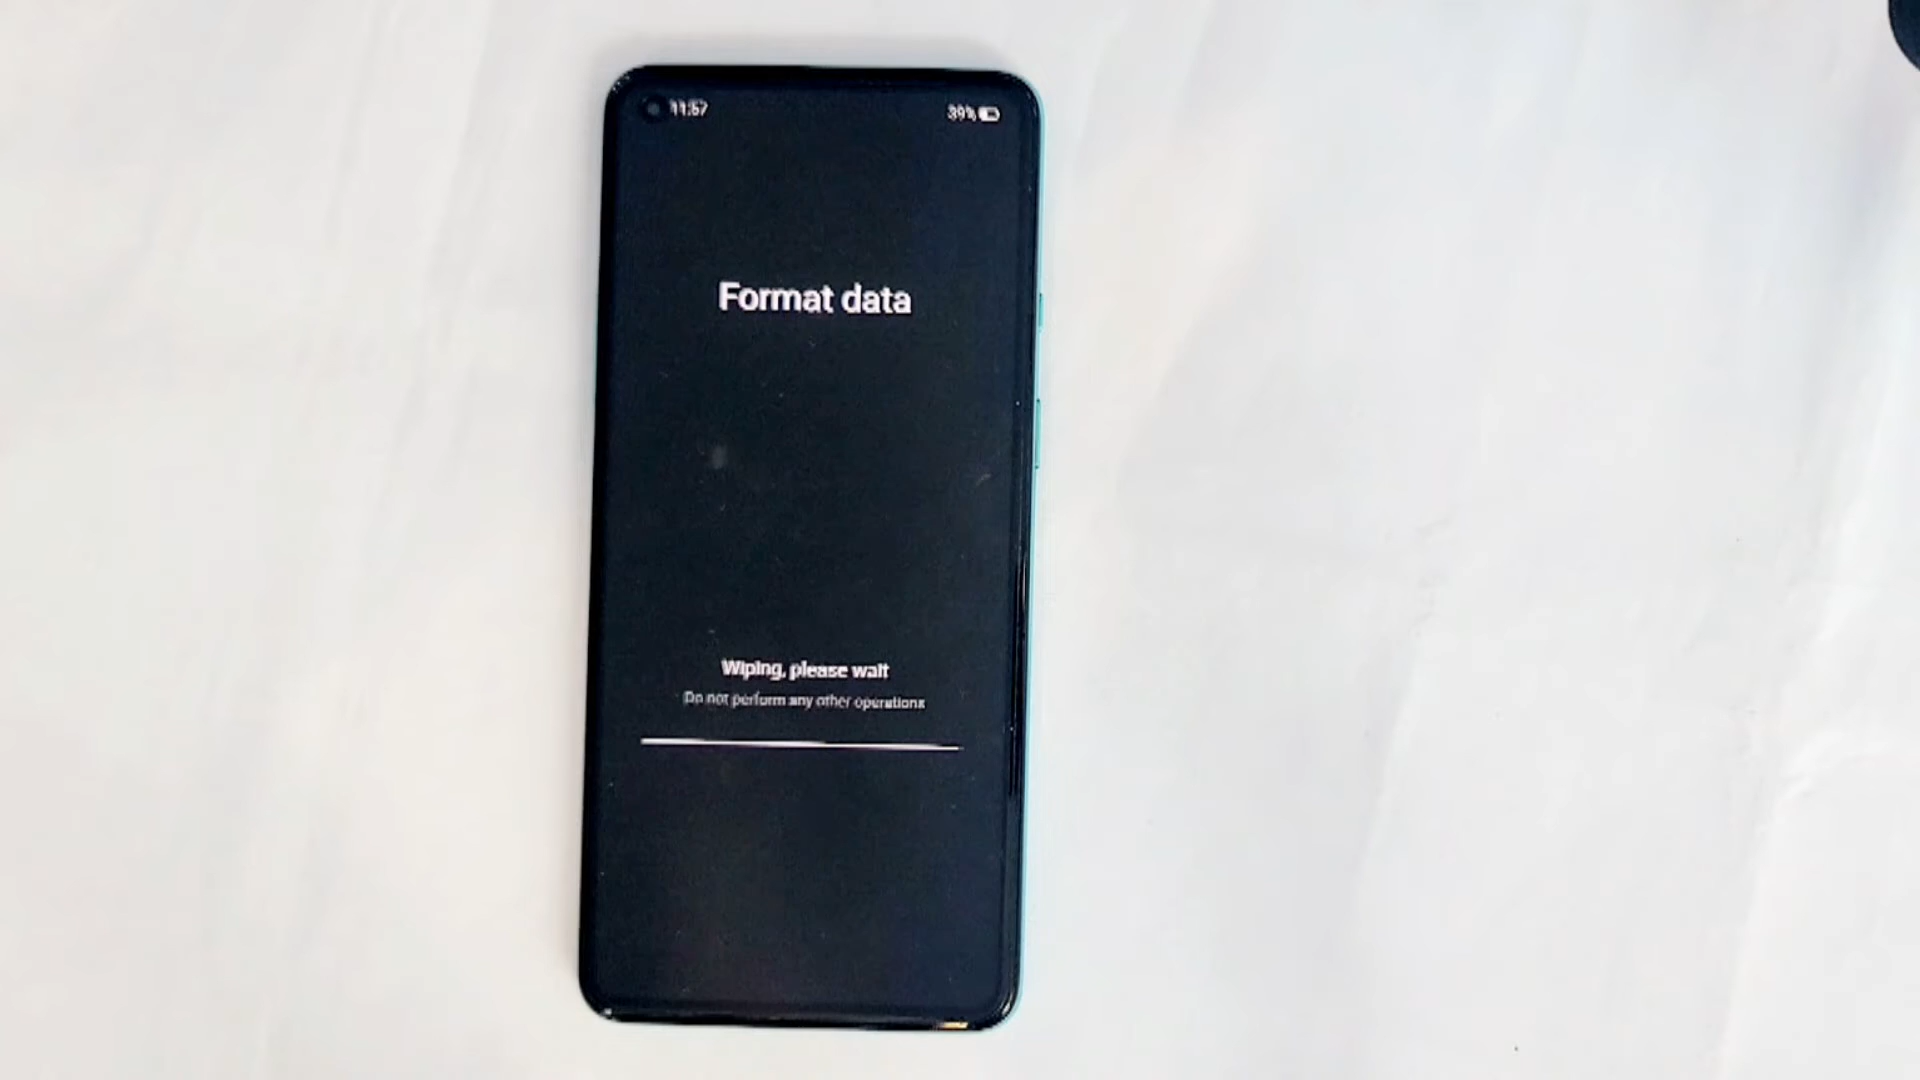 11:57
39%
Format data
Wiping, please wait
Do not perform any other operations